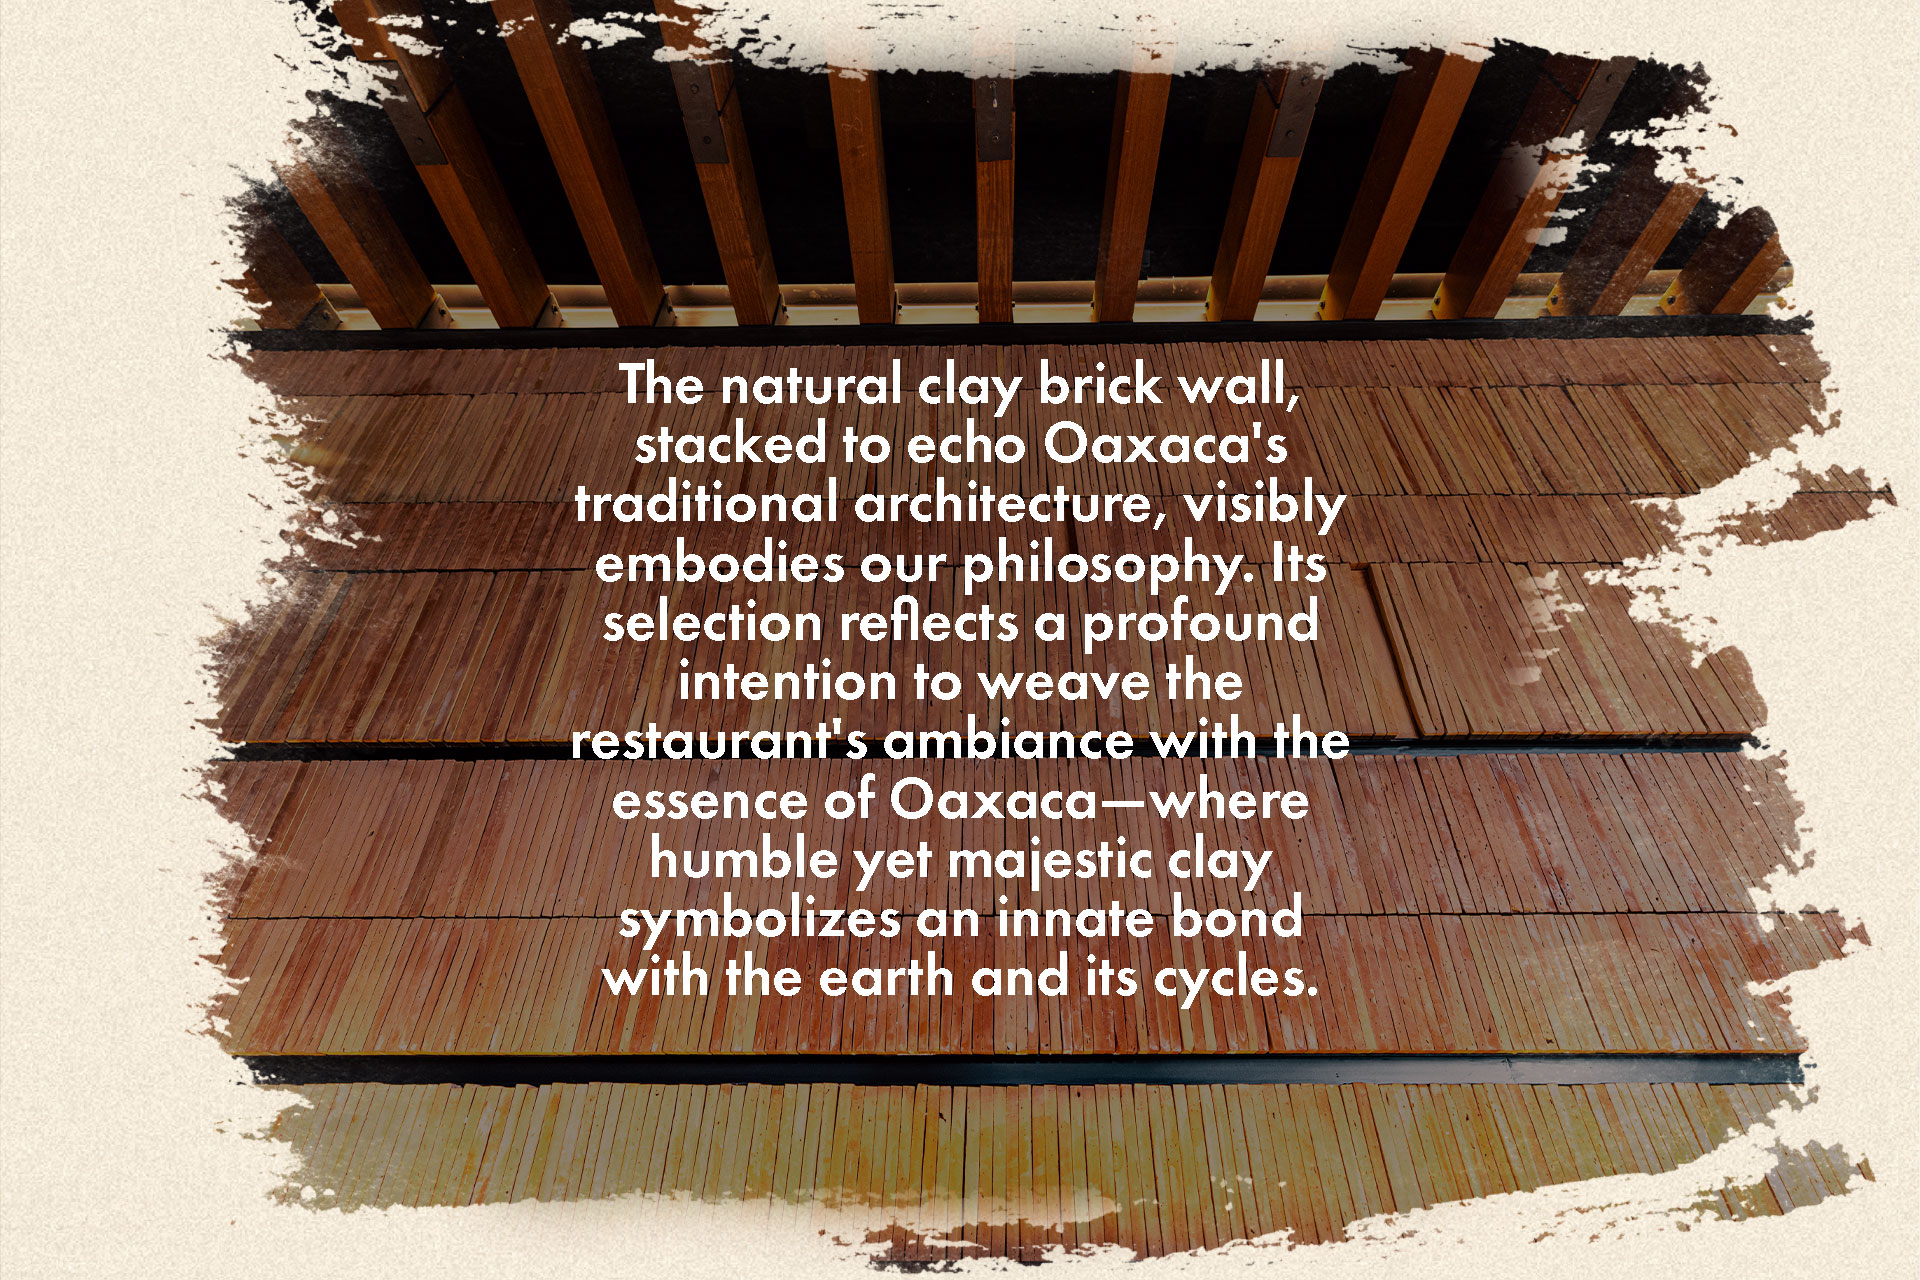 The natural clay brick wall,
stacked to echo Oaxaca's
traditional architecture, visibly
embodies our philosophy. Its
selection reflects a profound
intention to weave the
restaurant's ambiance with the
essence of Oaxaca—where
humble yet majestic clay
symbolizes an innate bond
with the earth and its cycles.